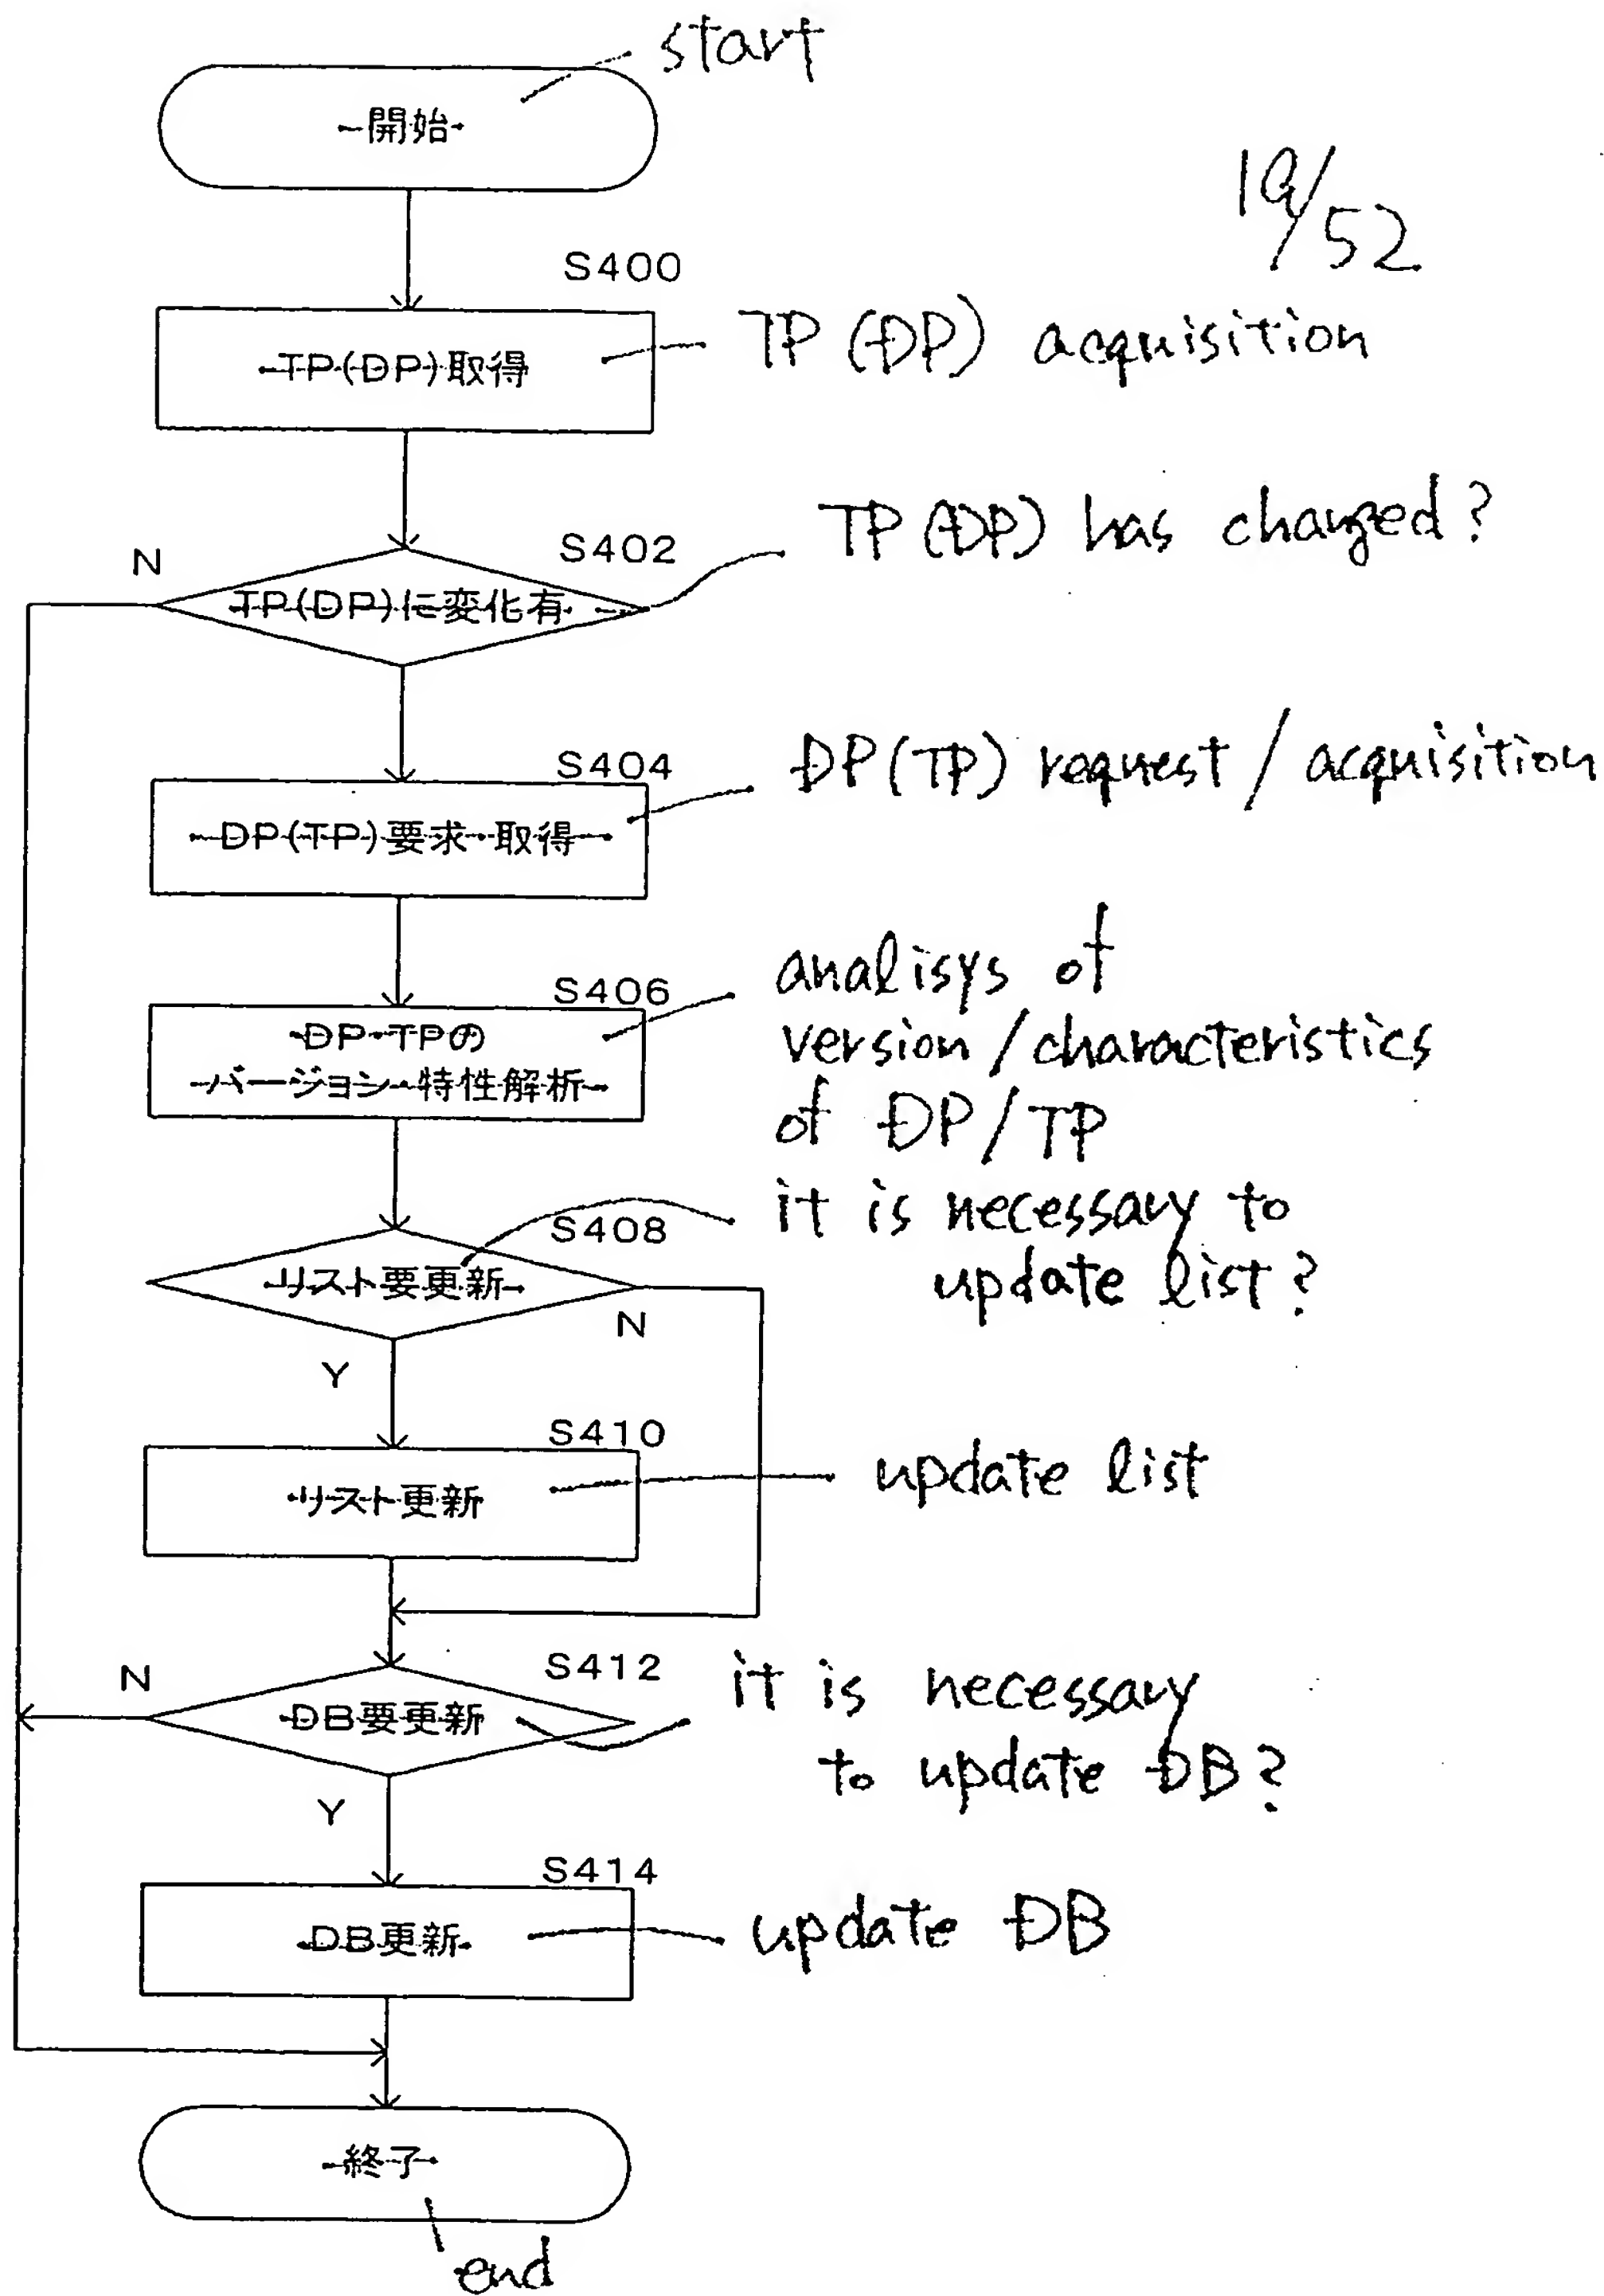 start
開始
19/52
S400
TP(DP)取得
TP (DP) acquisition
S402
N
TP(DP)に変化有
TP (DP) has changed?
S404
DP(TP)要求・取得
DP(TP) request / acquisition
S406
DP・TPの
バージョン・特性解析
analisys of
version / characteristics
of DP/TP
S408
リスト要更新
it is necessary to
update list?
N
Y
S410
リスト更新
update list
S412
N
DB要更新
it is necessary
to update DB?
Y
S414
DB更新
update DB
終了
end